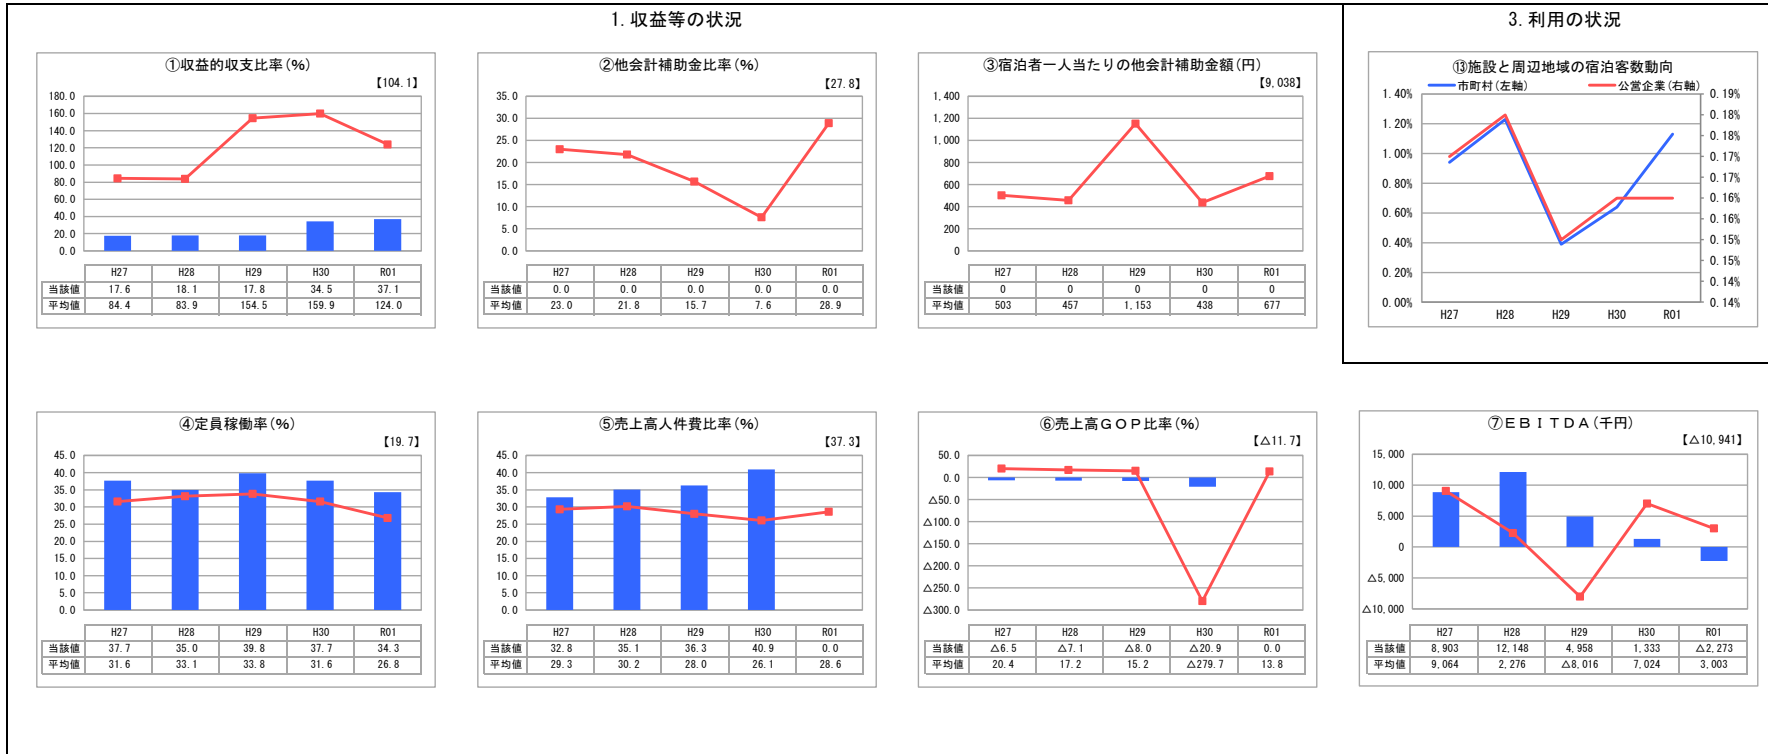 1. 収益等の状況
3. 利用の状況
①収益的収支比率(%)
【104.1】
180.0
160.0
140.0
120.0
100.0
80.0
60.0
40.0
20.0
0.0
H27 H28 H29 H30 R01
当該値 17.6 18.1 17.8 34.5 37.1
平均値 84.4 83.9 154.5 159.9 124.0
②他会計補助金比率(%)
【27.8】
35.0
30.0
25.0
20.0
15.0
10.0
5.0
0.0
H27 H28 H29 H30 R01
当該値 0.0 0.0 0.0 0.0 0.0
平均値 23.0 21.8 15.7 7.6 28.9
③宿泊者一人当たりの他会計補助金額(円)
【9,038】
1,400
1,200
1,000
800
600
400
200
0
H27 H28 H29 H30 R01
当該値 0 0 0 0 0
平均値 503 457 1,153 438 677
⑬施設と周辺地域の宿泊客数動向
市町村(左軸) 公営企業(右軸)
1.40%
1.20%
1.00%
0.80%
0.60%
0.40%
0.20%
0.00%
0.19%
0.18%
0.18%
0.17%
0.17%
0.16%
0.16%
0.15%
0.15%
0.14%
0.14%
H27 H28 H29 H30 R01
④定員稼働率(%)
【19.7】
45.0
40.0
35.0
30.0
25.0
20.0
15.0
10.0
5.0
0.0
H27 H28 H29 H30 R01
当該値 37.7 35.0 39.8 37.7 34.3
平均値 31.6 33.1 33.8 31.6 26.8
⑤売上高人件費比率(%)
【37.3】
45.0
40.0
35.0
30.0
25.0
20.0
15.0
10.0
5.0
0.0
H27 H28 H29 H30 R01
当該値 32.8 35.1 36.3 40.9 0.0
平均値 29.3 30.2 28.0 26.1 28.6
⑥売上高GOP比率(%)
【△11.7】
50.0
0.0
△50.0
△100.0
△150.0
△200.0
△250.0
△300.0
H27 H28 H29 H30 R01
当該値 △6.5 △7.1 △8.0 △20.9 0.0
平均値 20.4 17.2 15.2 △279.7 13.8
⑦EBITDA(千円)
【△10,941】
15,000
10,000
5,000
0
△5,000
△10,000
H27 H28 H29 H30 R01
当該値 8,903 12,148 4,958 1,333 △2,273
平均値 9,064 2,276 △8,016 7,024 3,003